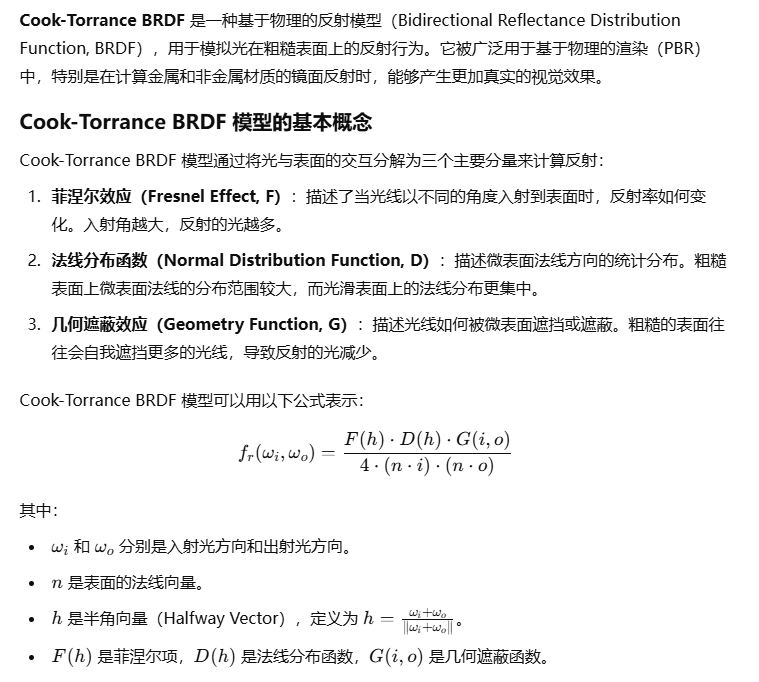 Cook-Torrance BRDF 是一种基于物理的反射模型（Bidirectional Reflectance Distribution
Function, BRDF），用于模拟光在粗糙表面上的反射行为。它被广泛用于基于物理的渲染（PBR）
中，特别是在计算金属和非金属材质的镜面反射时，能够产生更加真实的视觉效果。
Cook-Torrance BRDF 模型的基本概念
Cook-Torrance BRDF 模型通过将光与表面的交互分解为三个主要分量来计算反射：
1. 菲涅尔效应（Fresnel Effect, F）：描述了当光线以不同的角度入射到表面时，反射率如何变
化。入射角越大，反射的光越多。
2. 法线分布函数（Normal Distribution Function, D）：描述微表面法线方向的统计分布。粗糙
表面上微表面法线的分布范围较大，而光滑表面上的法线分布更集中。
3. 几何遮蔽效应（Geometry Function, G）：描述光线如何被微表面遮挡或遮蔽。粗糙的表面往
往会自我遮挡更多的光线，导致反射的光减少。
Cook-Torrance BRDF 模型可以用以下公式表示：
f_r(ω_i, ω_o) = \frac{F(h) · D(h) · G(i, o)}{4 · (n · i) · (n · o)}
其中：
• ω_i 和 ω_o 分别是入射光方向和出射光方向。
• n 是表面的法线向量。
• h 是半角向量（Halfway Vector），定义为 h = \frac{ω_i+ω_o}{‖ω_i+ω_o‖}。
• F(h) 是菲涅尔项，D(h) 是法线分布函数，G(i, o) 是几何遮蔽函数。